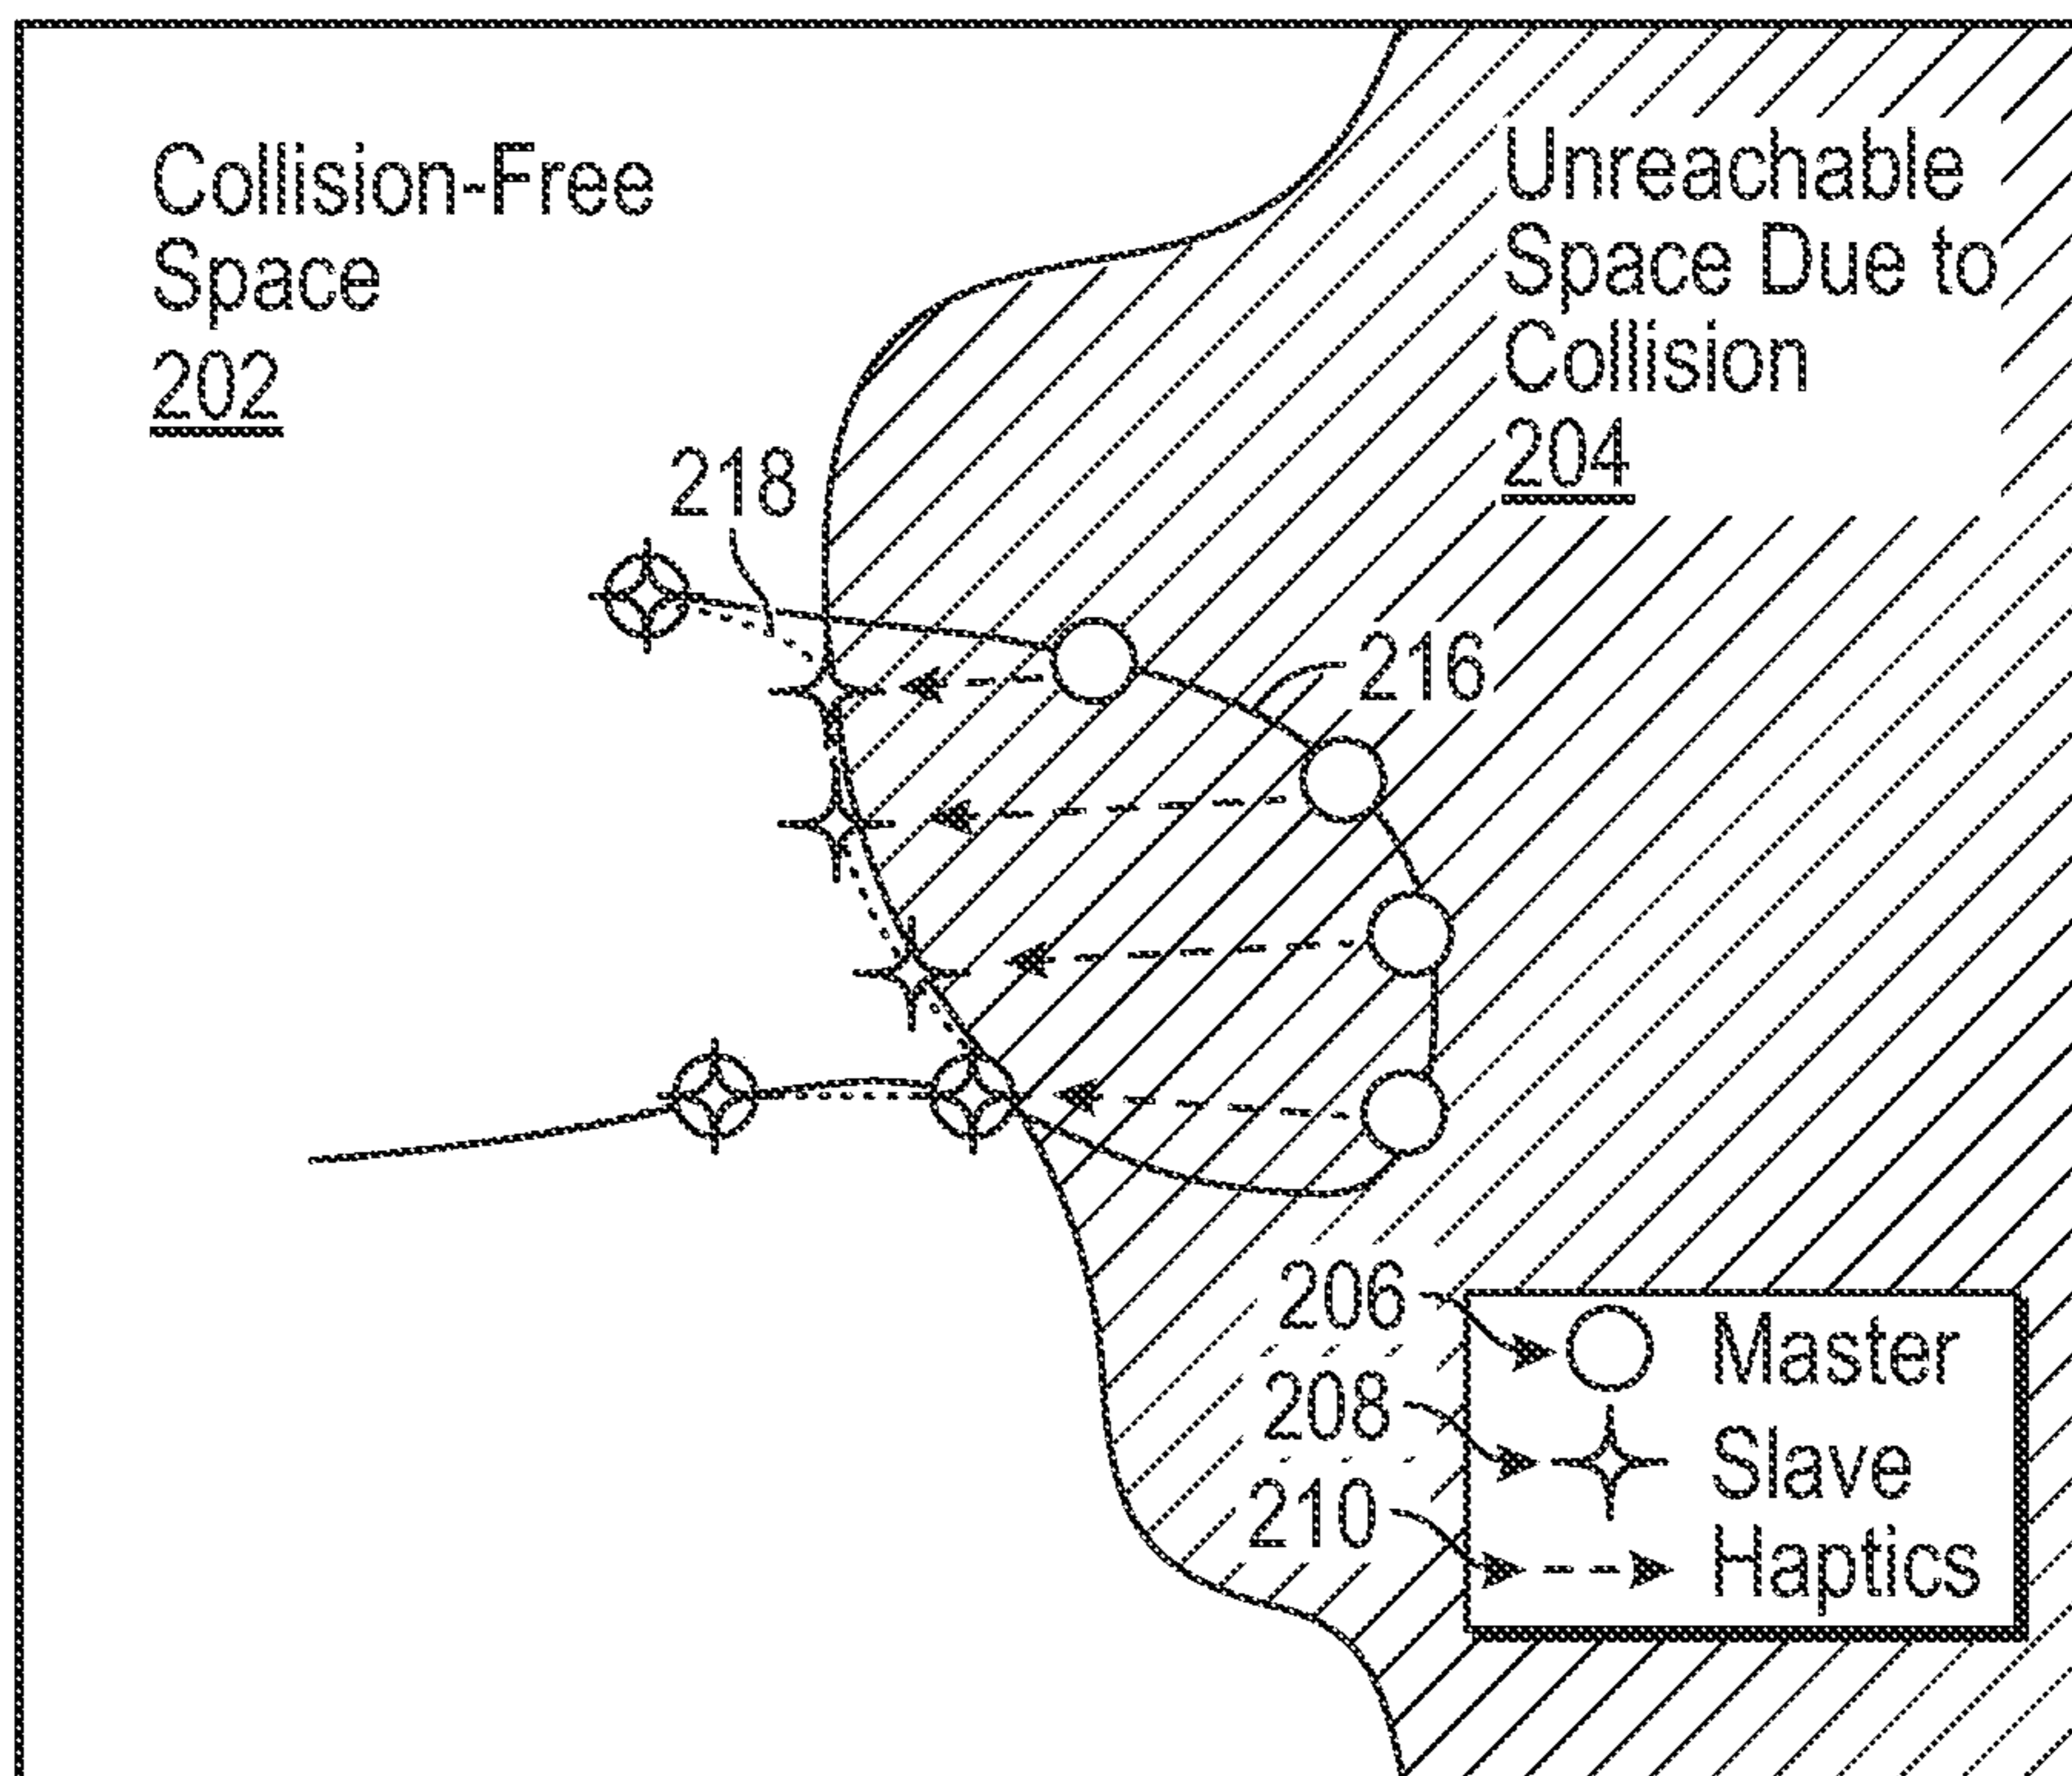 Collision-Free
Space
202
Unreachable
Space Due to
Collision
204
218
216
206
Master
208
Slave
210
Haptics